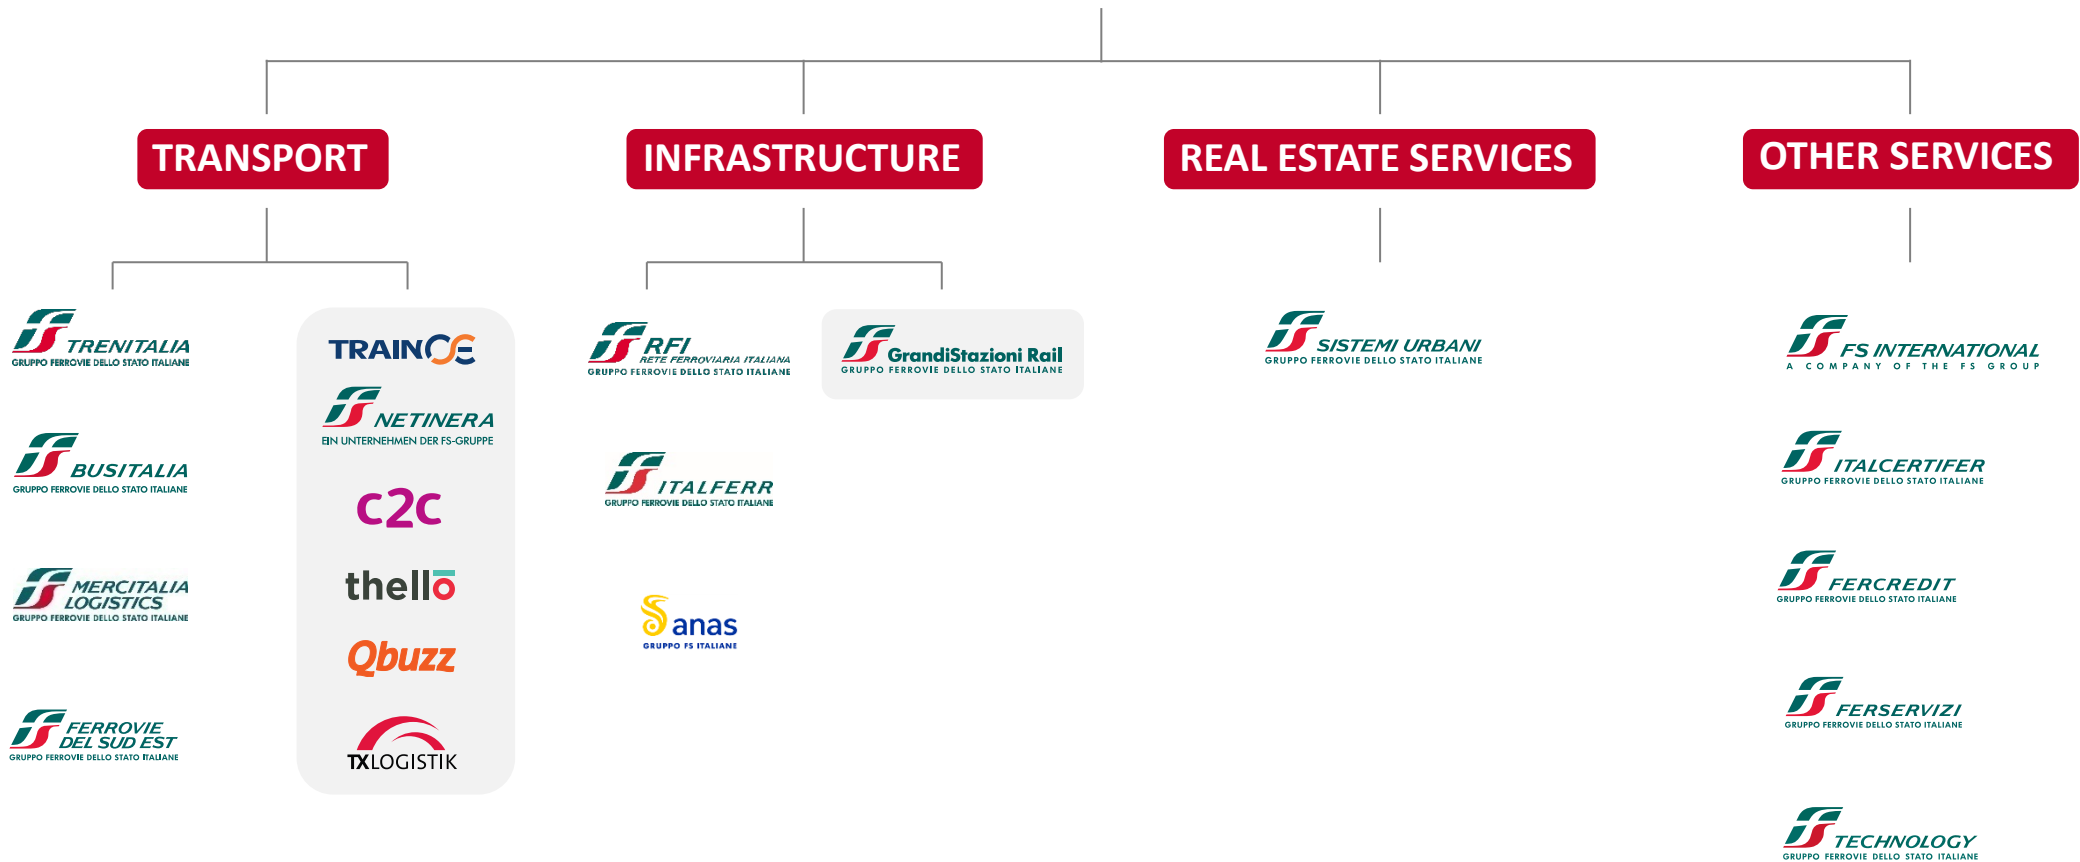 TRANSPORT
INFRASTRUCTURE
REAL ESTATE SERVICES
OTHER SERVICES
TRENITALIA
GRUPPO FERROVIE DELLO STATO ITALIANE
BUSITALIA
GRUPPO FERROVIE DELLO STATO ITALIANE
MERCITALIA
LOGISTICS
GRUPPO FERROVIE DELLO STATO ITALIANE
FERROVIE
DEL SUD EST
GRUPPO FERROVIE DELLO STATO ITALIANE
TRAINOSE
NETINERA
EIN UNTERNEHMEN DER FS-GRUPPE
c2c
thello
Qbuzz
TXLOGISTIK
RFI
RETE FERROVIARIA ITALIANA
GRUPPO FERROVIE DELLO STATO ITALIANE
ITALFERR
GRUPPO FERROVIE DELLO STATO ITALIANE
anas
GRUPPO FS ITALIANE
GrandiStazioni Rail
GRUPPO FERROVIE DELLO STATO ITALIANE
SISTEMI URBANI
GRUPPO FERROVIE DELLO STATO ITALIANE
FS INTERNATIONAL
A COMPANY OF THE FS GROUP
ITALCERTIFER
GRUPPO FERROVIE DELLO STATO ITALIANE
FERCREDIT
GRUPPO FERROVIE DELLO STATO ITALIANE
FERSERVIZI
GRUPPO FERROVIE DELLO STATO ITALIANE
TECHNOLOGY
GRUPPO FERROVIE DELLO STATO ITALIANE